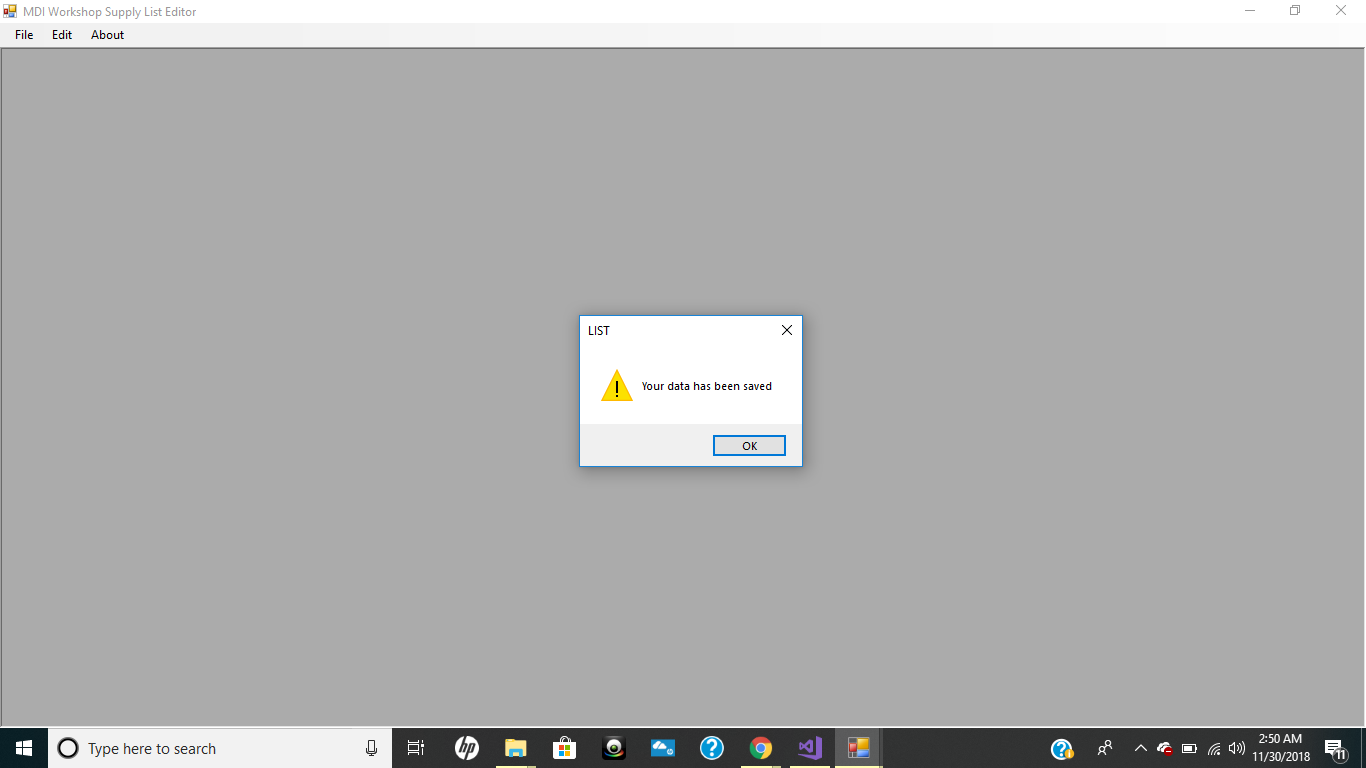 MDI Workshop Supply List Editor
File Edit About
LIST
! Your data has been saved
OK
Type here to search
hp
?
?
2:50 AM
11/30/2018
11